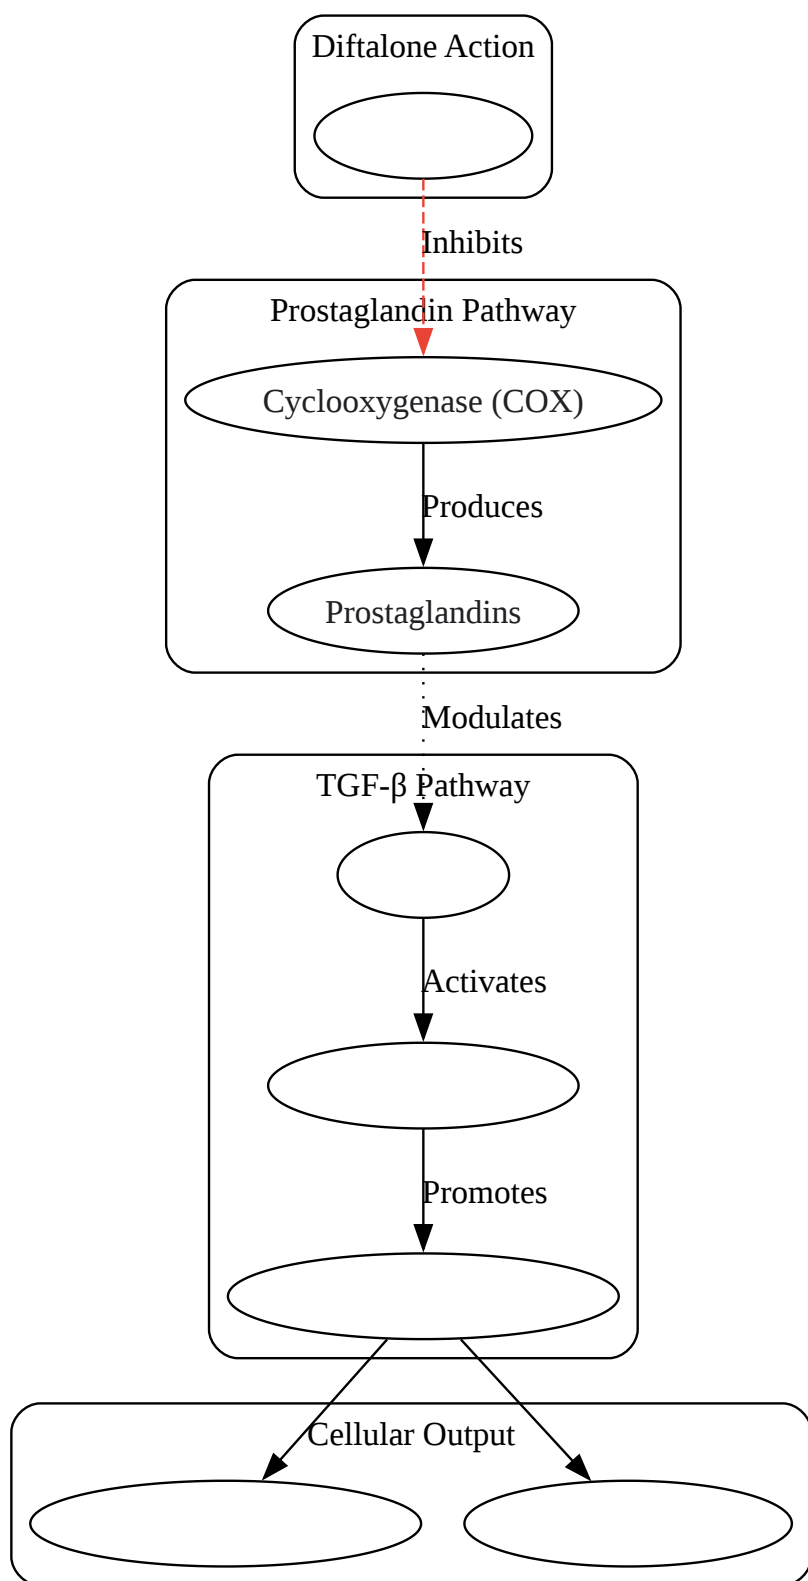 Diftalone Action
Inhibits
Prostaglandin Pathway
Cyclooxygenase (COX)
Produces
Prostaglandins
Modulates
TGF-β Pathway
Activates
Promotes
Cellular Output